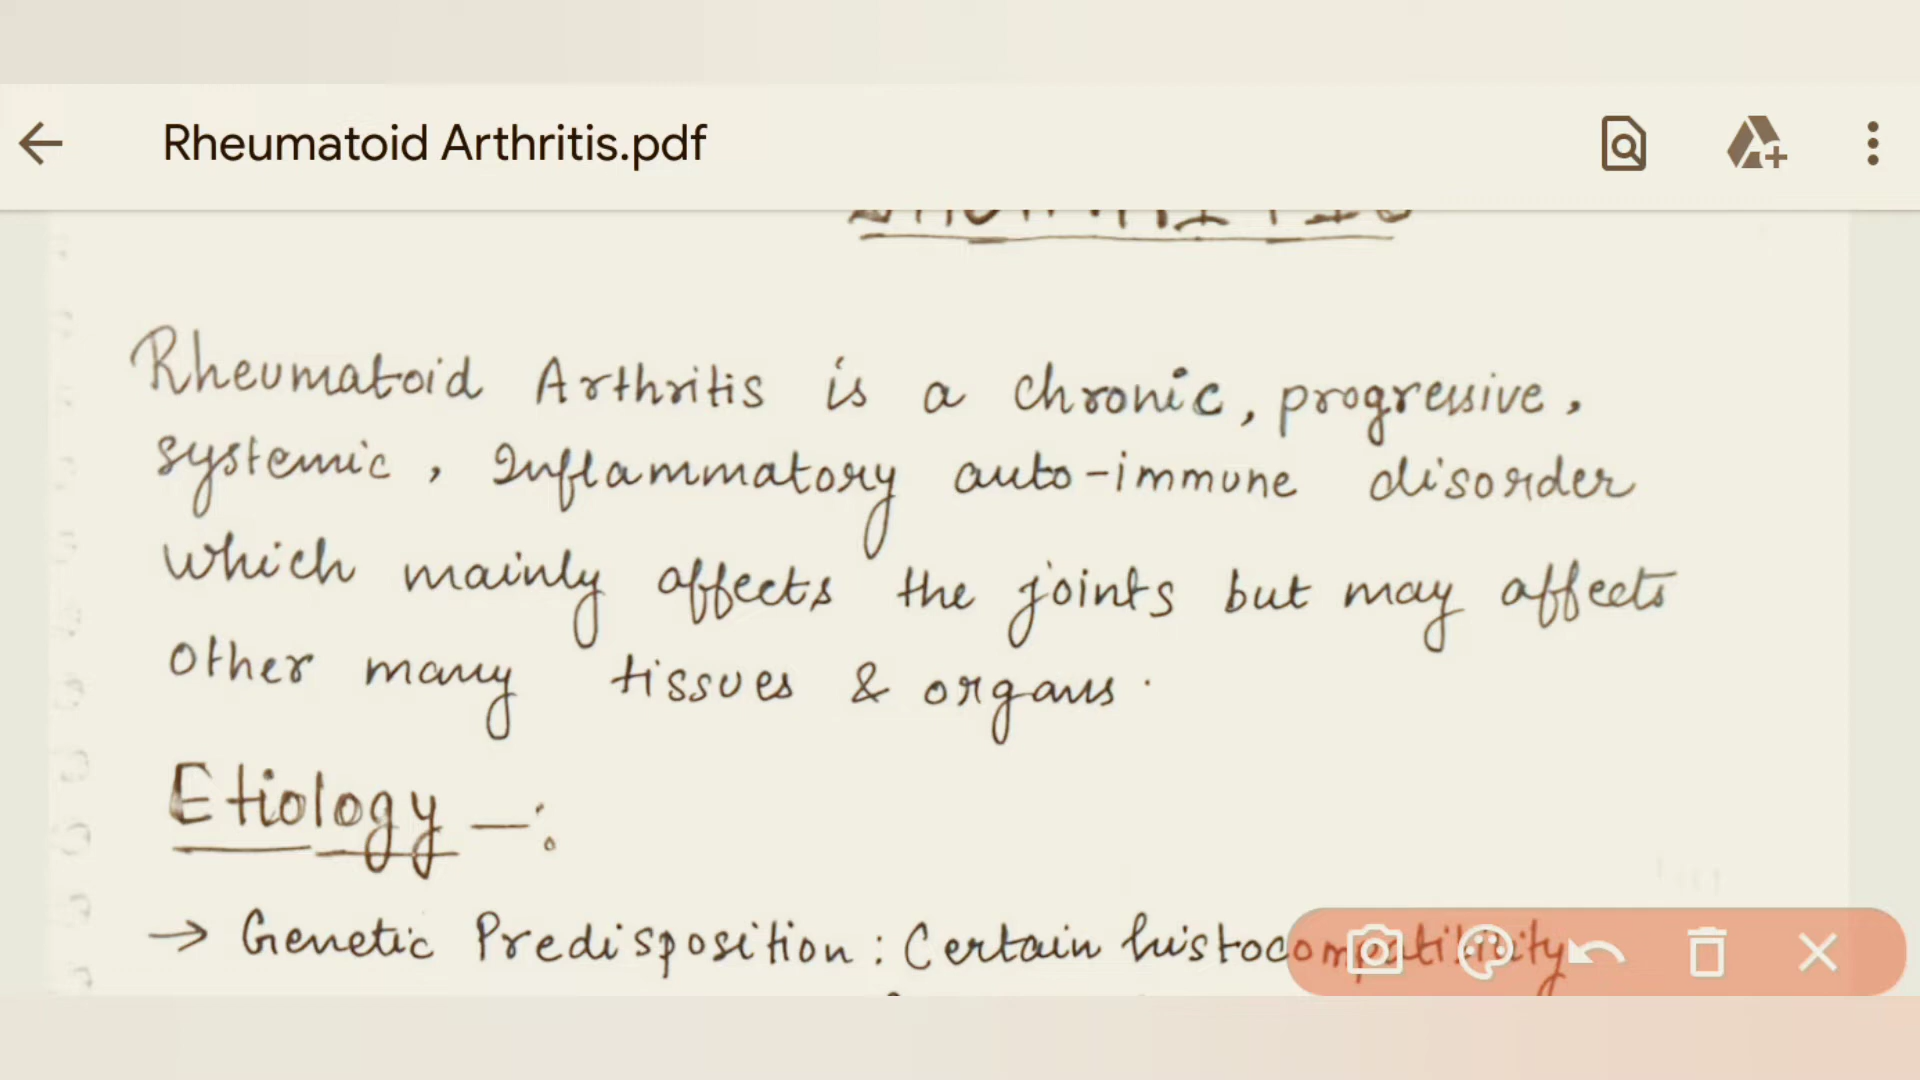 Rheumatoid Arthritis.pdf
Rheumatoid Arthritis is a chronic, progressive,
systemic, Inflammatory auto-immune disorder
which mainly affects the joints but may affects
other many tissues & organs.
Etiology -:
→ Genetic Predisposition : Certain histocompatibility